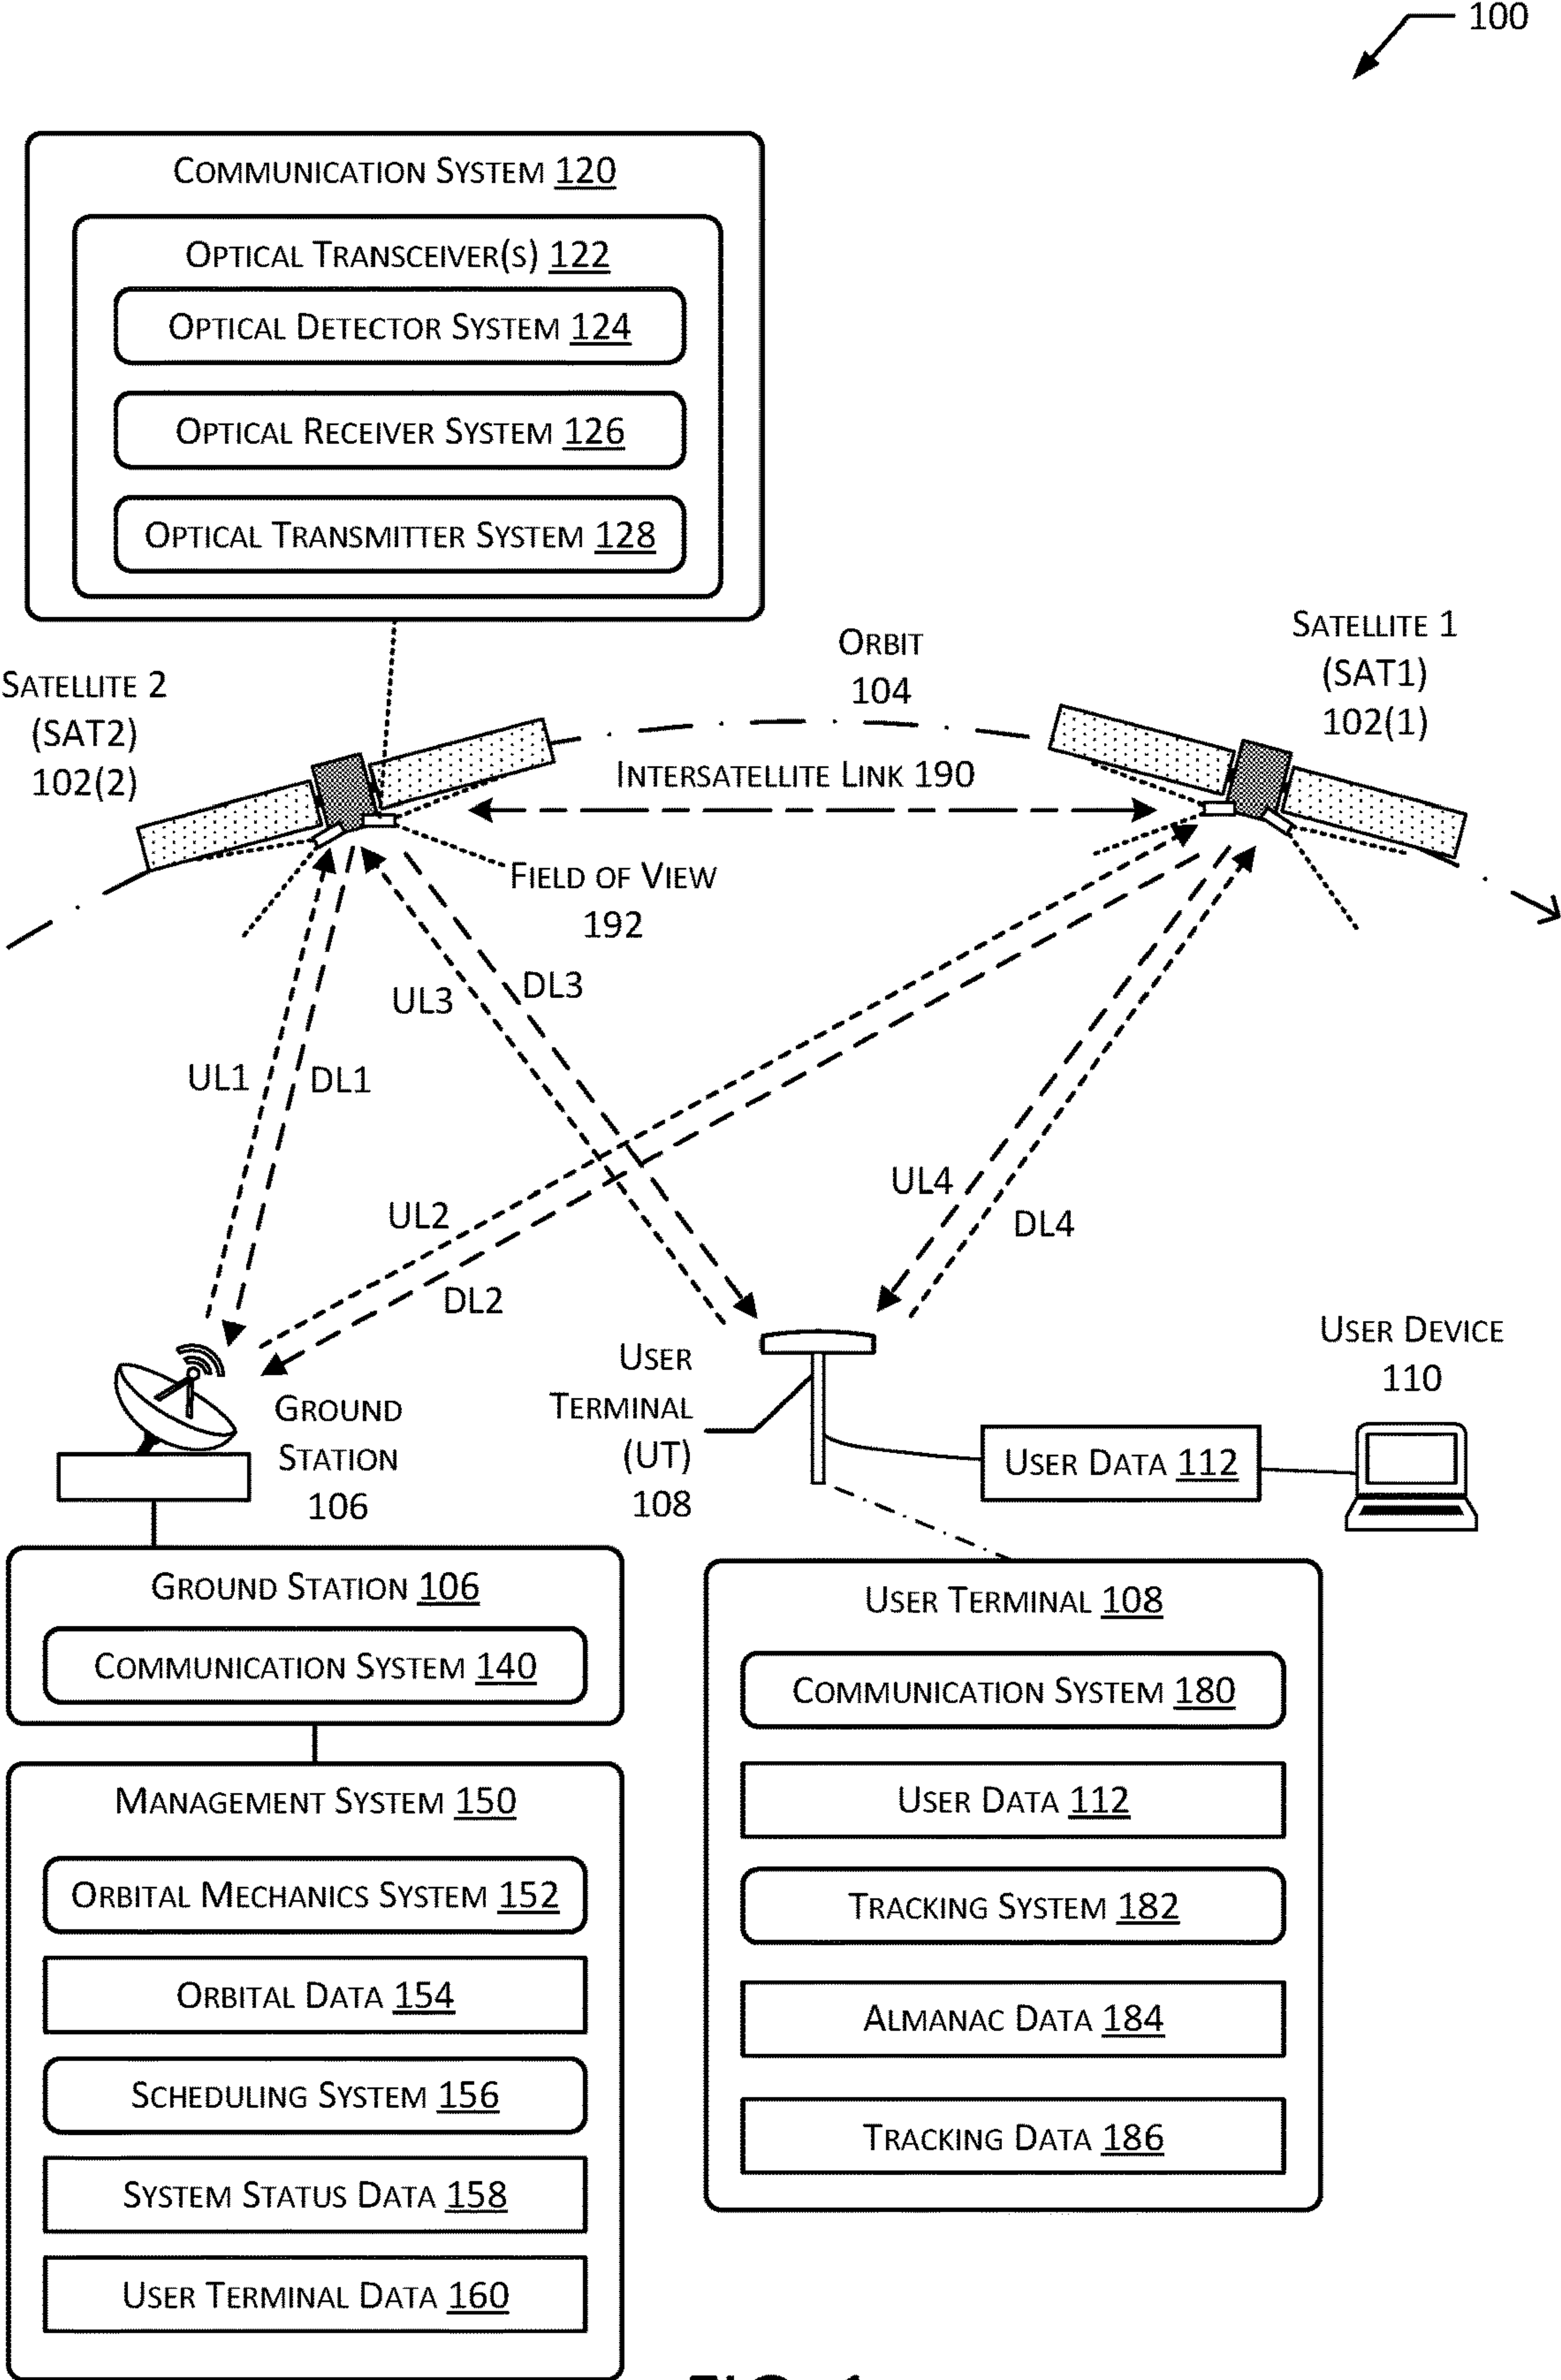 100
COMMUNICATION SYSTEM 120
OPTICAL TRANSCEIVER(S) 122
OPTICAL DETECTOR SYSTEM 124
OPTICAL RECEIVER SYSTEM 126
OPTICAL TRANSMITTER SYSTEM 128
SATELLITE 2
(SAT2)
102(2)
ORBIT
104
SATELLITE 1
(SAT1)
102(1)
INTERSATELLITE LINK 190
FIELD OF VIEW
192
UL3
DL3
UL1
DL1
UL2
DL2
UL4
DL4
GROUND
STATION
106
USER
TERMINAL
(UT)
108
USER DATA 112
USER DEVICE
110
GROUND STATION 106
COMMUNICATION SYSTEM 140
MANAGEMENT SYSTEM 150
ORBITAL MECHANICS SYSTEM 152
ORBITAL DATA 154
SCHEDULING SYSTEM 156
SYSTEM STATUS DATA 158
USER TERMINAL DATA 160
USER TERMINAL 108
COMMUNICATION SYSTEM 180
USER DATA 112
TRACKING SYSTEM 182
ALMANAC DATA 184
TRACKING DATA 186